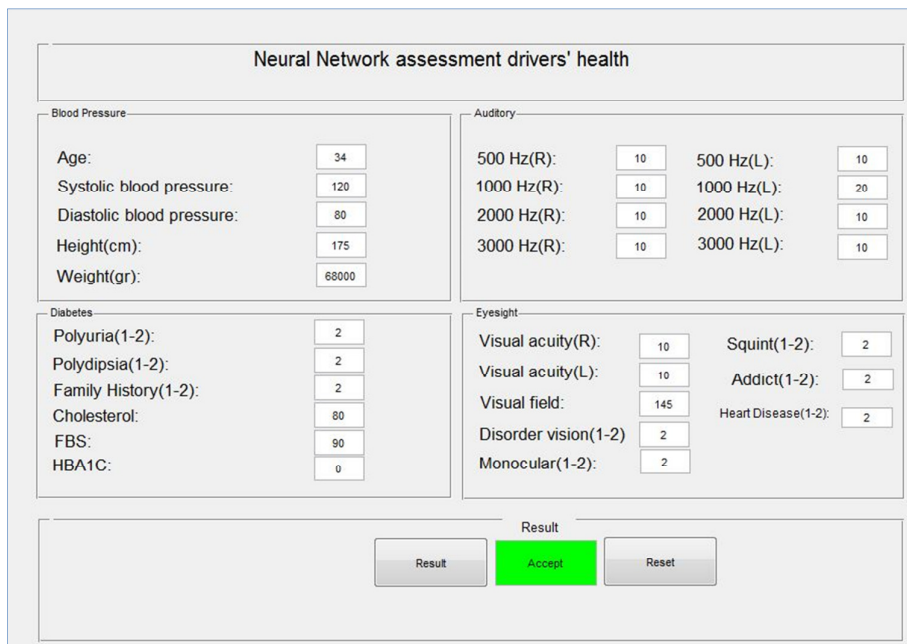 Neural Network assessment drivers' health
Blood Pressure
Age: 34
Systolic blood pressure: 120
Diastolic blood pressure: 80
Height(cm): 175
Weight(gr): 68000
Auditory
500 Hz(R): 10 500 Hz(L): 10
1000 Hz(R): 10 1000 Hz(L): 20
2000 Hz(R): 10 2000 Hz(L): 10
3000 Hz(R): 10 3000 Hz(L): 10
Diabetes
Polyuria(1-2): 2
Polydipsia(1-2): 2
Family History(1-2): 2
Cholesterol: 80
FBS: 90
HBA1C: 0
Eyesight
Visual acuity(R): 10 Squint(1-2): 2
Visual acuity(L): 10 Addict(1-2): 2
Visual field: 145 Heart Disease(1-2): 2
Disorder vision(1-2) 2
Monocular(1-2): 2
Result
Result Accept Reset